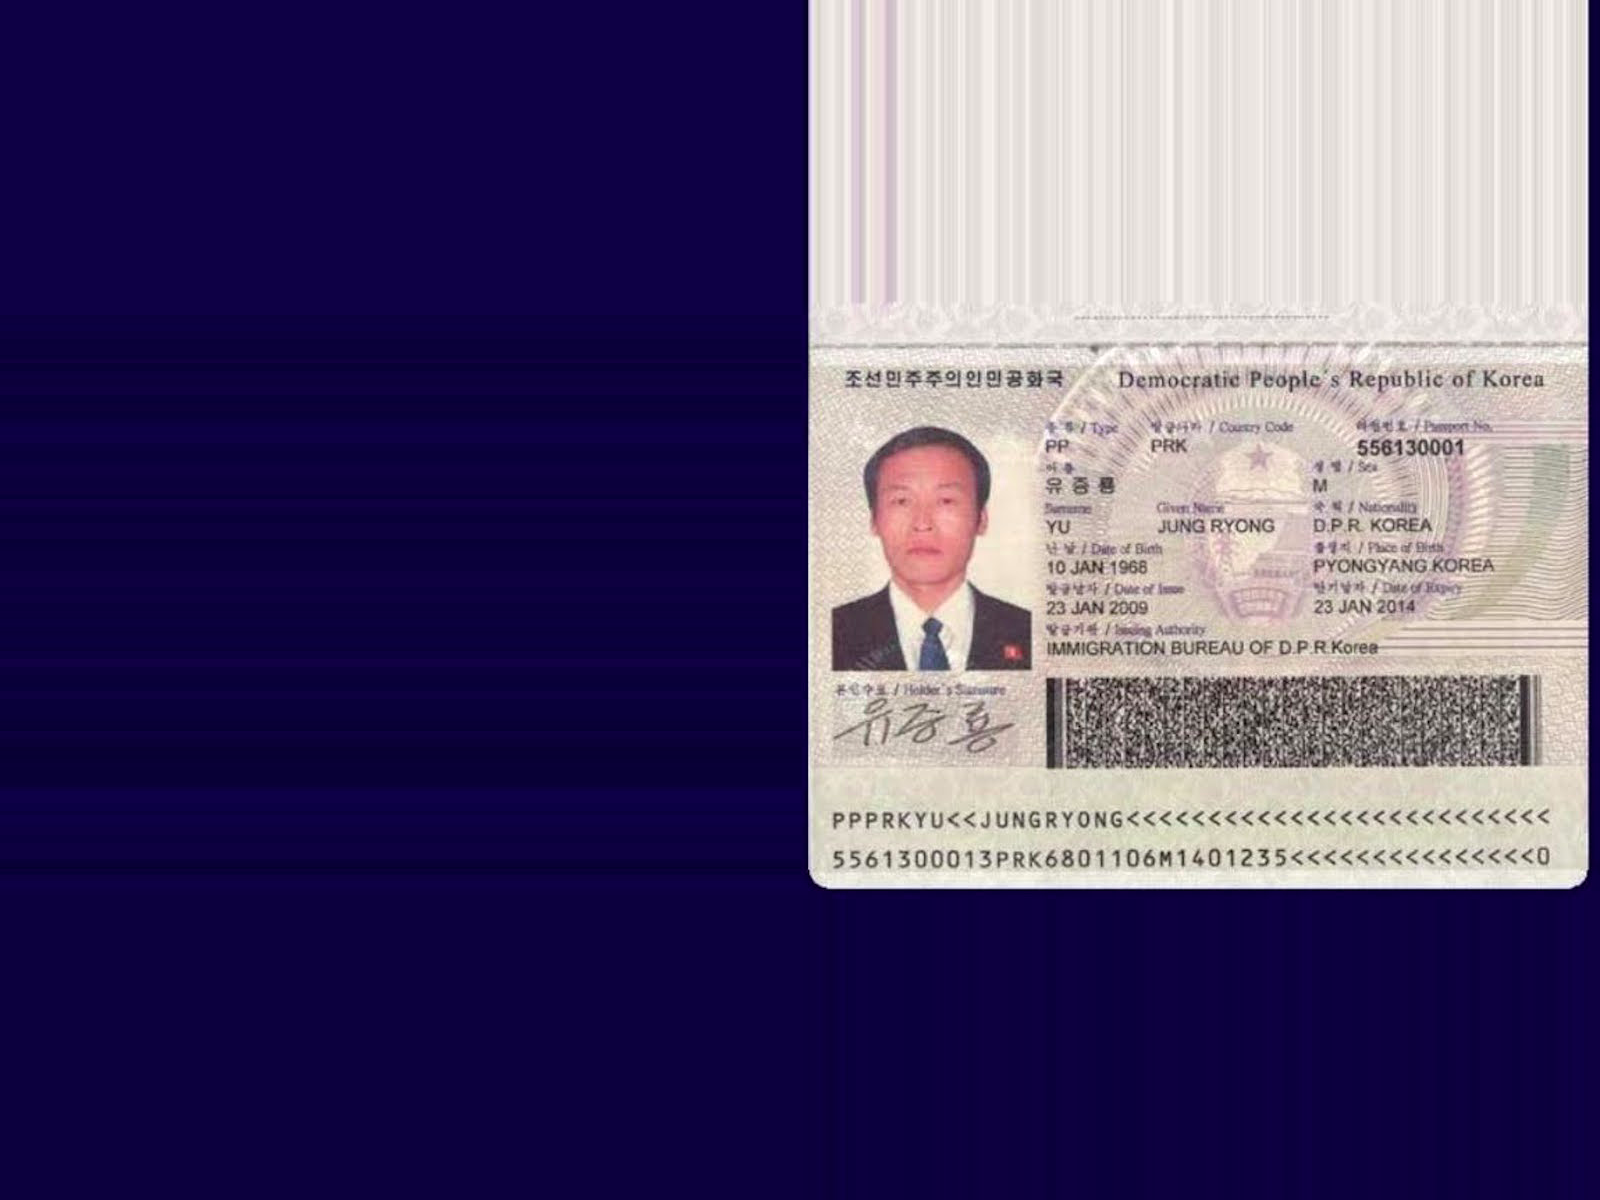 조선민주주의인민공화국 Democratic People's Republic of Korea
종 류 / Type 발급나라 / Country Code 려권번호 / Passport No.
PP PRK 556130001
이 름 성 별 / Sex
유 증 룡 M
Surname Given Name 국 적 / Nationality
YU JUNG RYONG D.P.R. KOREA
난 날 / Date of Birth 출생지 / Place of Birth
10 JAN 1968 PYONGYANG KOREA
발급날자 / Date of Issue 만기날자 / Date of Expiry
23 JAN 2009 23 JAN 2014
발급기관 / Issuing Authority
IMMIGRATION BUREAU OF D.P.R.Korea
본인수표 / Holder's Signature
PPPRKYU<<JUNGRYONG<<<<<<<<<<<<<<<<<<<<<<<<<<
5561300013PRK6801106M1401235<<<<<<<<<<<<<<<0